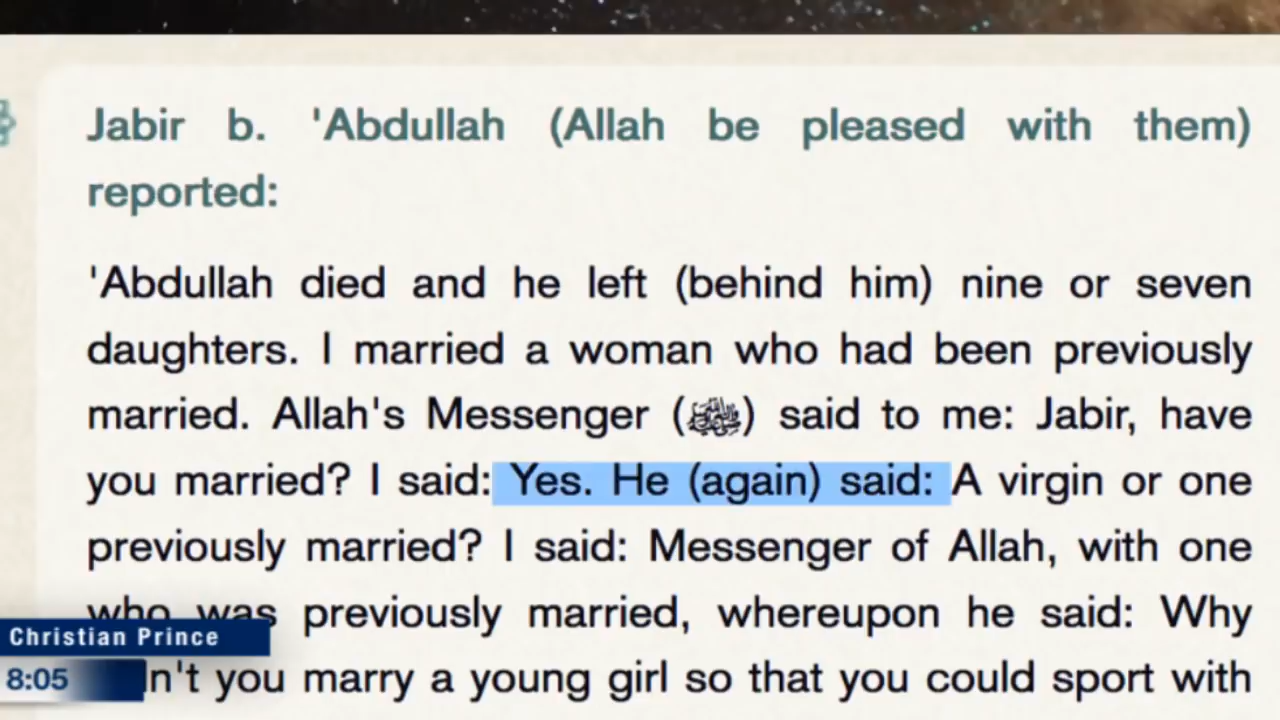 Jabir b. 'Abdullah (Allah be pleased with them)
reported:
'Abdullah died and he left (behind him) nine or seven
daughters. I married a woman who had been previously
married. Allah's Messenger (ﷺ) said to me: Jabir, have
you married? I said: Yes. He (again) said: A virgin or one
previously married? I said: Messenger of Allah, with one
who was previously married, whereupon he said: Why
n't you marry a young girl so that you could sport with
Christian Prince
8:05